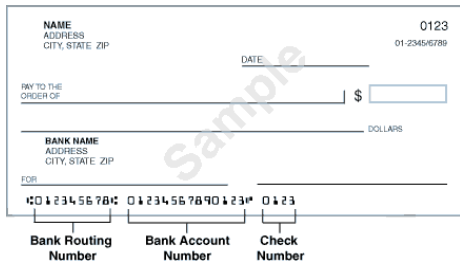 NAME
ADDRESS
CITY, STATE ZIP
0123
01-2345/6789
DATE
PAY TO THE
ORDER OF
$
DOLLARS
Sample
BANK NAME
ADDRESS
CITY, STATE ZIP
FOR
⑆012345678⑆ 01234567890123⑈ 0123
Bank Routing Number
Bank Account Number
Check Number